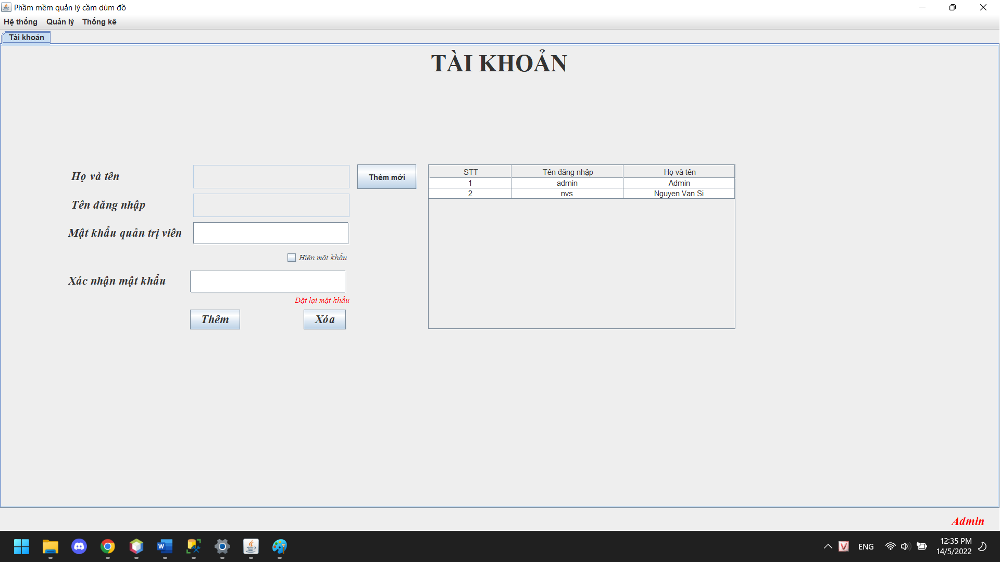 Phầm mềm quản lý cầm dùm đồ
Hệ thống Quản lý Thống kê
Tài khoản
TÀI KHOẢN
Họ và tên
Thêm mới
Tên đăng nhập
Mật khẩu quản trị viên
Hiện mật khẩu
Xác nhận mật khẩu
Đặt lại mật khẩu
Thêm Xóa
STT Tên đăng nhập Họ và tên
1 admin Admin
2 nvs Nguyen Van Si
Admin
ENG
12:35 PM
14/5/2022